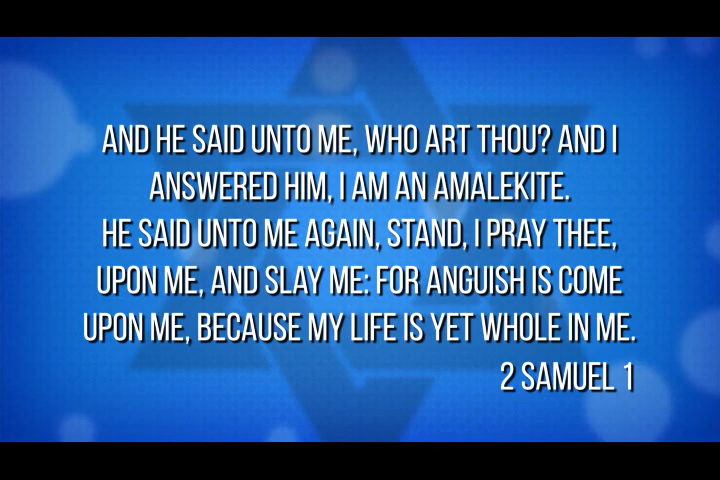 AND HE SAID UNTO ME, WHO ART THOU? AND I
ANSWERED HIM, I AM AN AMALEKITE.
HE SAID UNTO ME AGAIN, STAND, I PRAY THEE,
UPON ME, AND SLAY ME: FOR ANGUISH IS COME
UPON ME, BECAUSE MY LIFE IS YET WHOLE IN ME.
2 SAMUEL 1